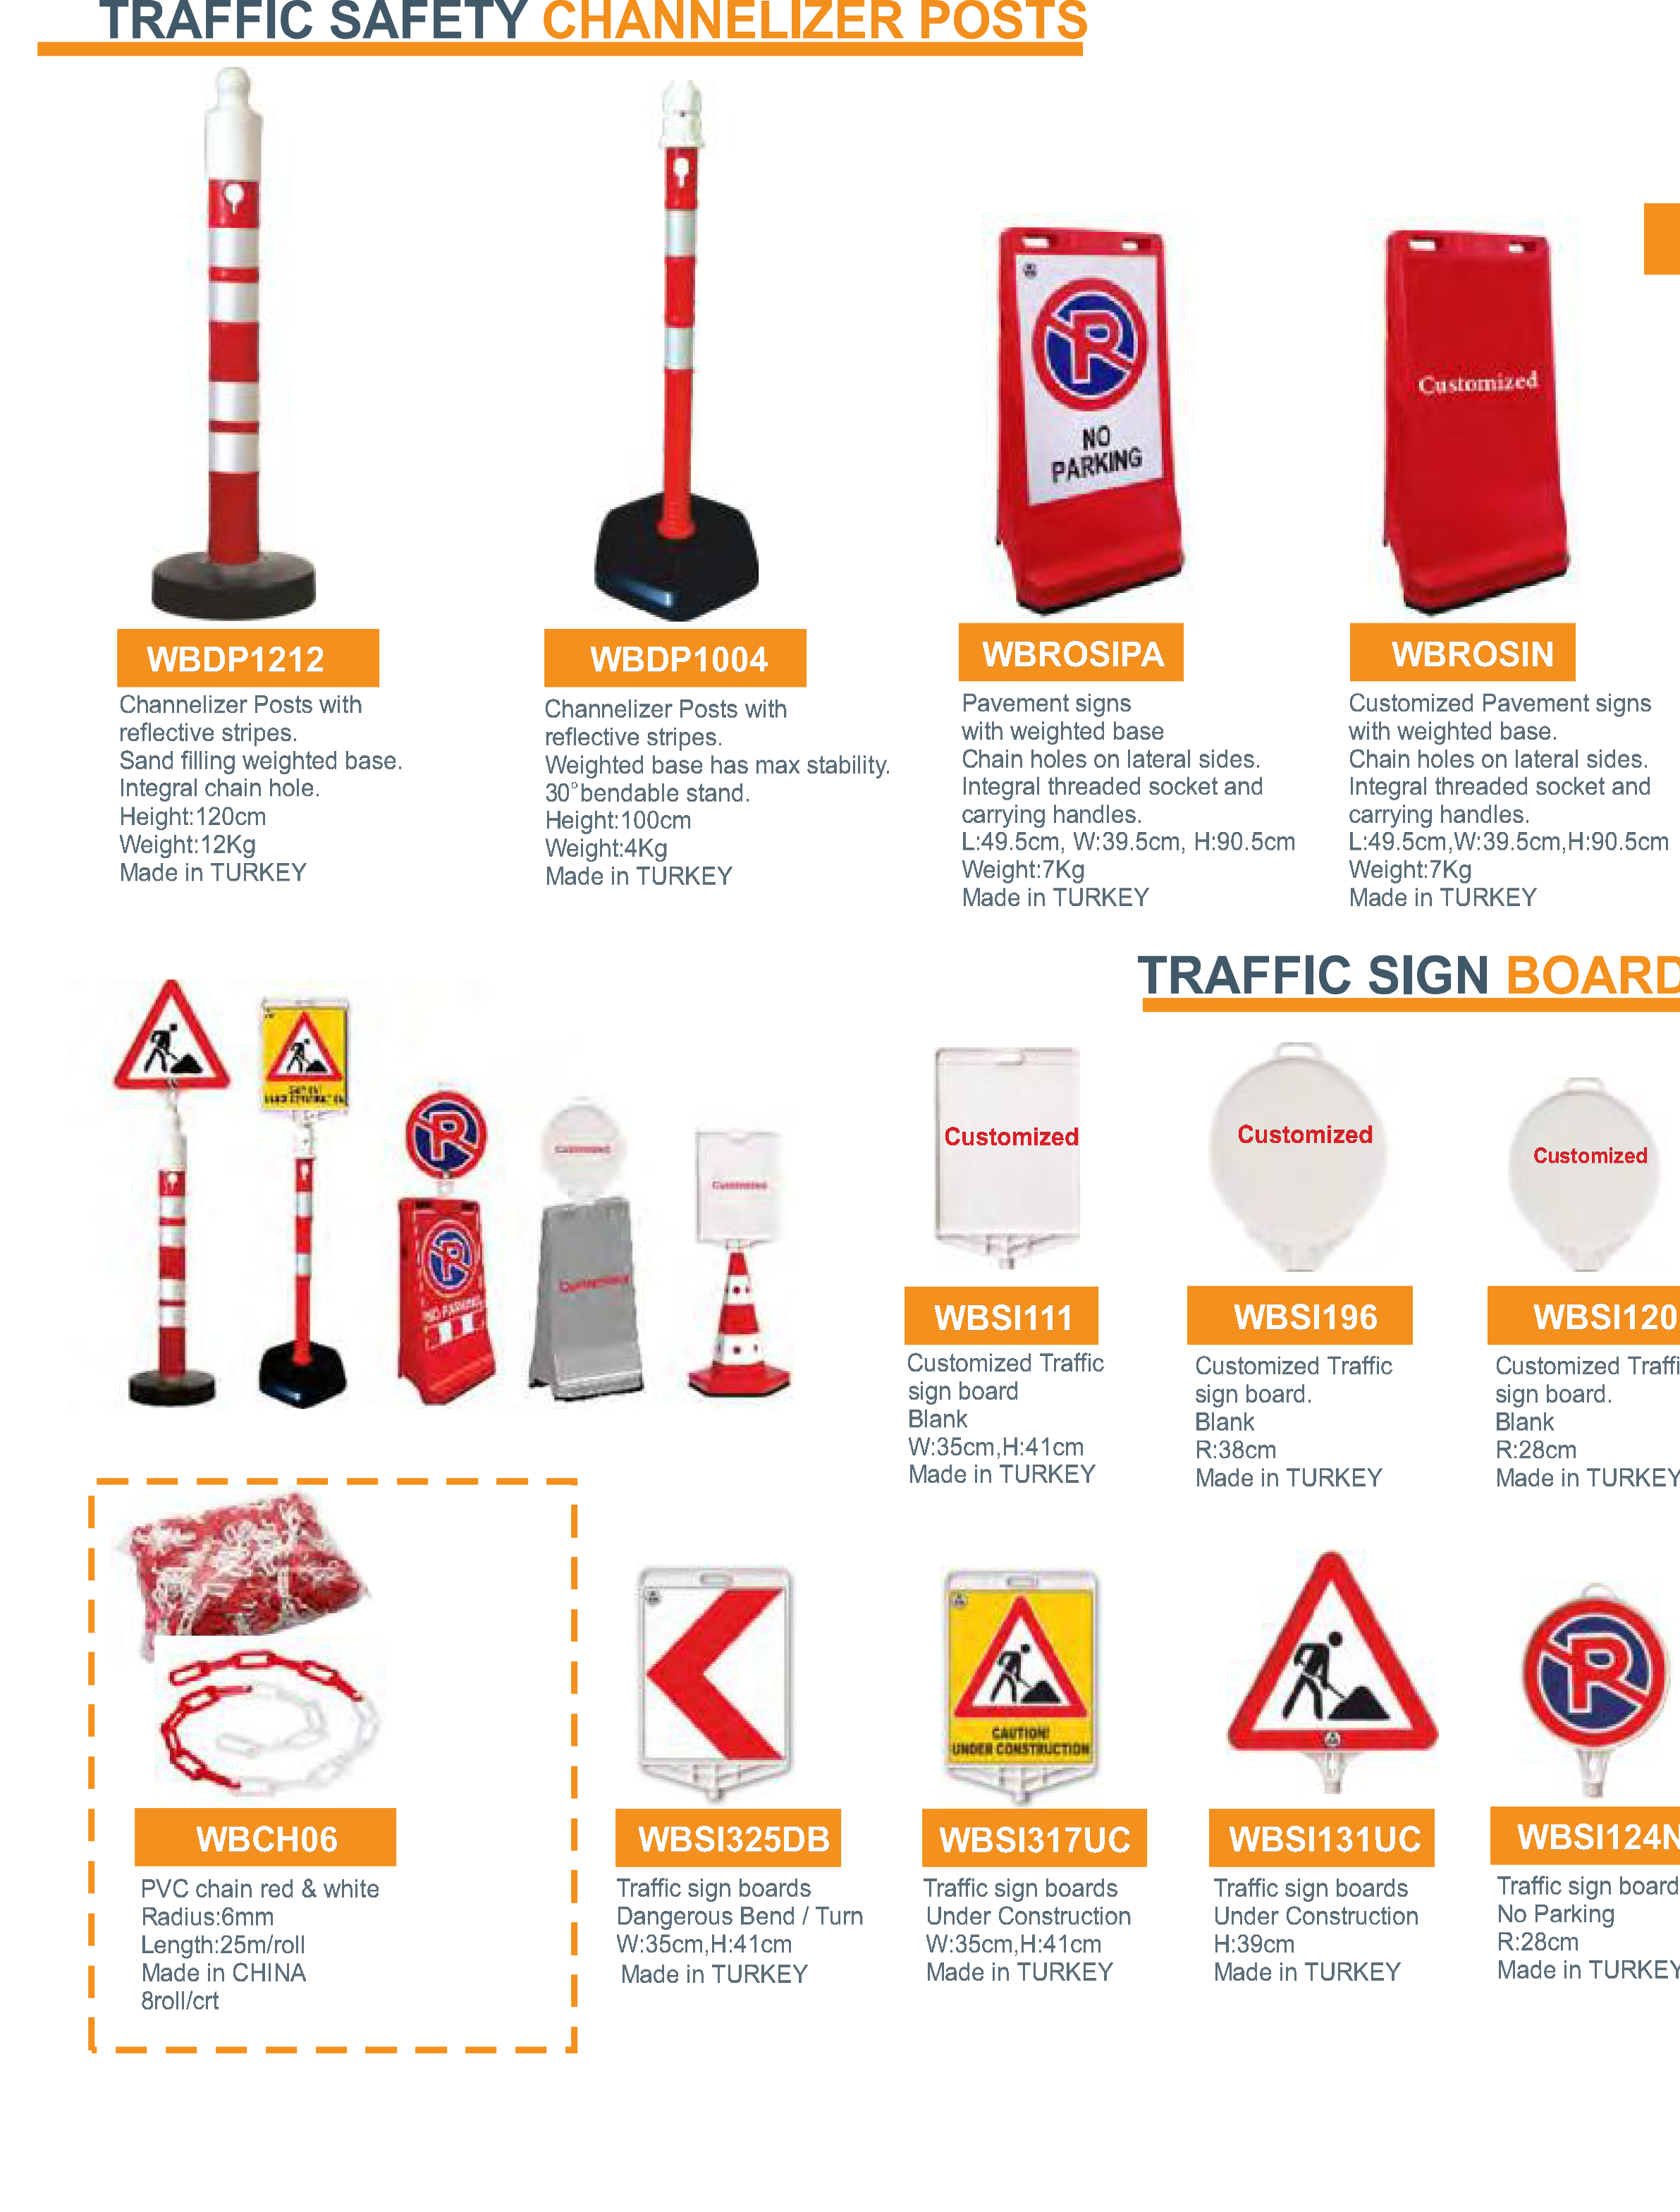 TRAFFIC SAFETY CHANNELIZER POSTS
NO
PARKING
Customized
WBDP1212
Channelizer Posts with
reflective stripes.
Sand filling weighted base.
Integral chain hole.
Height:120cm
Weight:12Kg
Made in TURKEY
WBDP1004
Channelizer Posts with
reflective stripes.
Weighted base has max stability.
30°bendable stand.
Height:100cm
Weight:4Kg
Made in TURKEY
WBROSIPA
Pavement signs
with weighted base
Chain holes on lateral sides.
Integral threaded socket and
carrying handles.
L:49.5cm, W:39.5cm, H:90.5cm
Weight:7Kg
Made in TURKEY
WBROSIN
Customized Pavement signs
with weighted base.
Chain holes on lateral sides.
Integral threaded socket and
carrying handles.
L:49.5cm,W:39.5cm,H:90.5cm
Weight:7Kg
Made in TURKEY
TRAFFIC SIGN BOARD
NO PARKING
Customized
Customized
Customized
Customized
Customized
Customized
WBSI111
Customized Traffic
sign board
Blank
W:35cm,H:41cm
Made in TURKEY
WBSI196
Customized Traffic
sign board.
Blank
R:38cm
Made in TURKEY
WBSI120
Customized Traffi
sign board.
Blank
R:28cm
Made in TURKEY
WBCH06
PVC chain red & white
Radius:6mm
Length:25m/roll
Made in CHINA
8roll/crt
WBSI325DB
Traffic sign boards
Dangerous Bend / Turn
W:35cm,H:41cm
Made in TURKEY
CAUTION!
UNDER CONSTRUCTION
WBSI317UC
Traffic sign boards
Under Construction
W:35cm,H:41cm
Made in TURKEY
WBSI131UC
Traffic sign boards
Under Construction
H:39cm
Made in TURKEY
WBSI124N
Traffic sign board
No Parking
R:28cm
Made in TURKEY